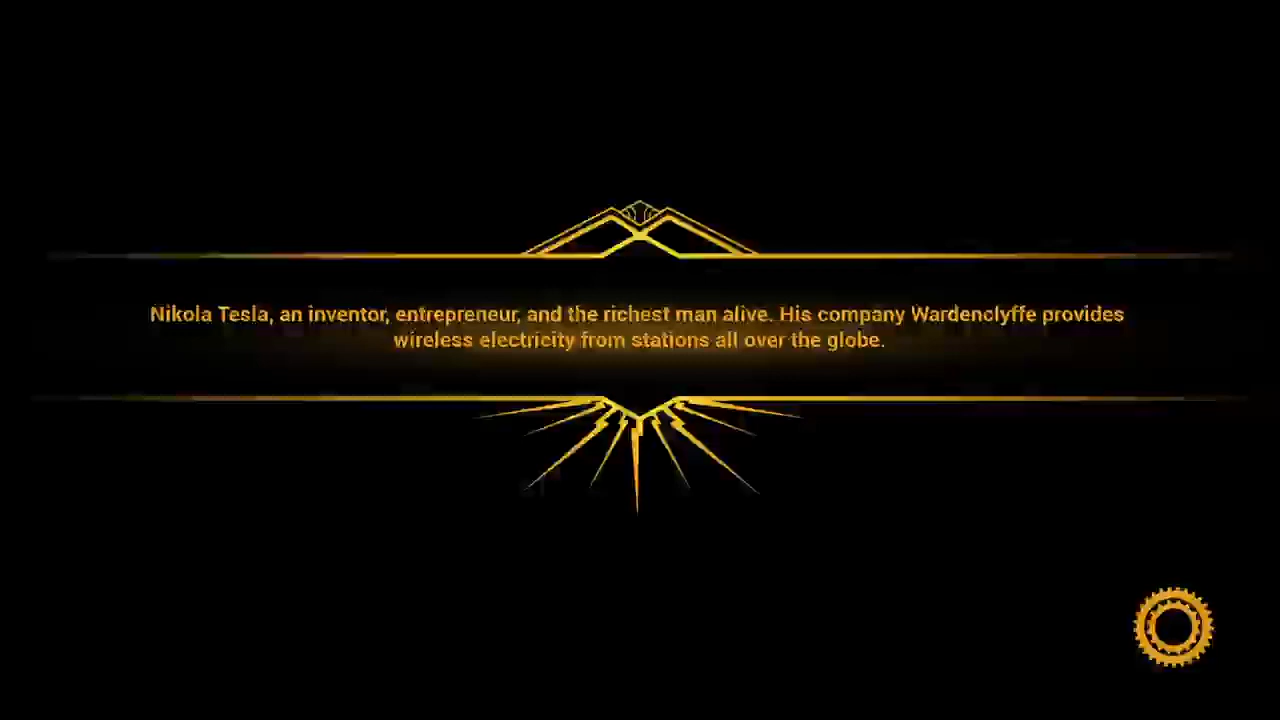 Nikola Tesla, an inventor, entrepreneur, and the richest man alive. His company Wardenclyffe provides
wireless electricity from stations all over the globe.